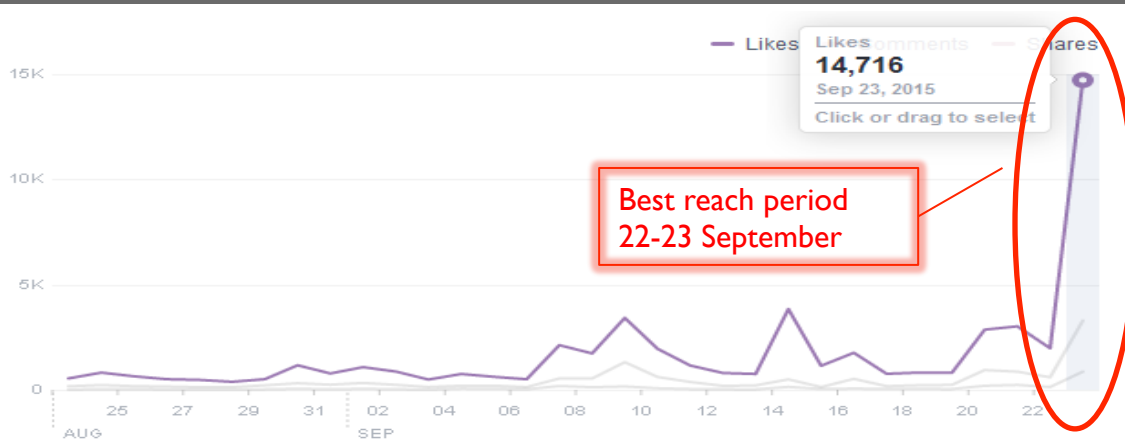 Likes Comments Shares
Likes
14,716
Sep 23, 2015
Click or drag to select
15K
10K
Best reach period
22-23 September
5K
0
25 27 29 31 02 04 06 08 10 12 14 16 18 20 22
AUG SEP